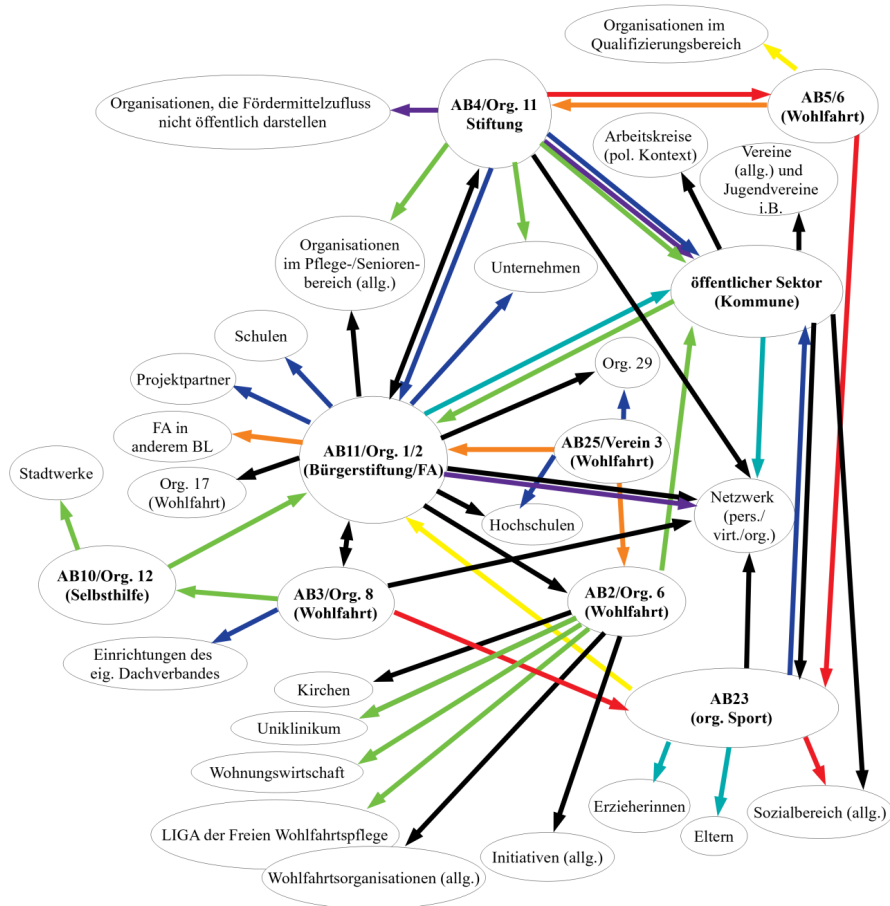 Organisationen im
Qualifizierungsbereich
AB4/Org. 11
Stiftung
AB5/6
(Wohlfahrt)
Organisationen, die Fördermittelzufluss
nicht öffentlich darstellen
Arbeitskreise
(pol. Kontext)
Vereine
(allg.) und
Jugendvereine
i.B.
Organisationen
im Pflege-/Senioren-
bereich (allg.)
Unternehmen
öffentlicher Sektor
(Kommune)
Schulen
Projektpartner
Org. 29
FA in
anderem BL
AB11/Org. 1/2
(Bürgerstiftung/FA)
AB25/Verein 3
(Wohlfahrt)
Stadtwerke
Org. 17
(Wohlfahrt)
Hochschulen
Netzwerk
(pers./
virt./org.)
AB10/Org. 12
(Selbsthilfe)
AB3/Org. 8
(Wohlfahrt)
AB2/Org. 6
(Wohlfahrt)
Einrichtungen des
eig. Dachverbandes
Kirchen
AB23
(org. Sport)
Uniklinikum
Wohnungswirtschaft
Erzieherinnen
Sozialbereich (allg.)
LIGA der Freien Wohlfahrtspflege
Eltern
Initiativen (allg.)
Wohlfahrtsorganisationen (allg.)